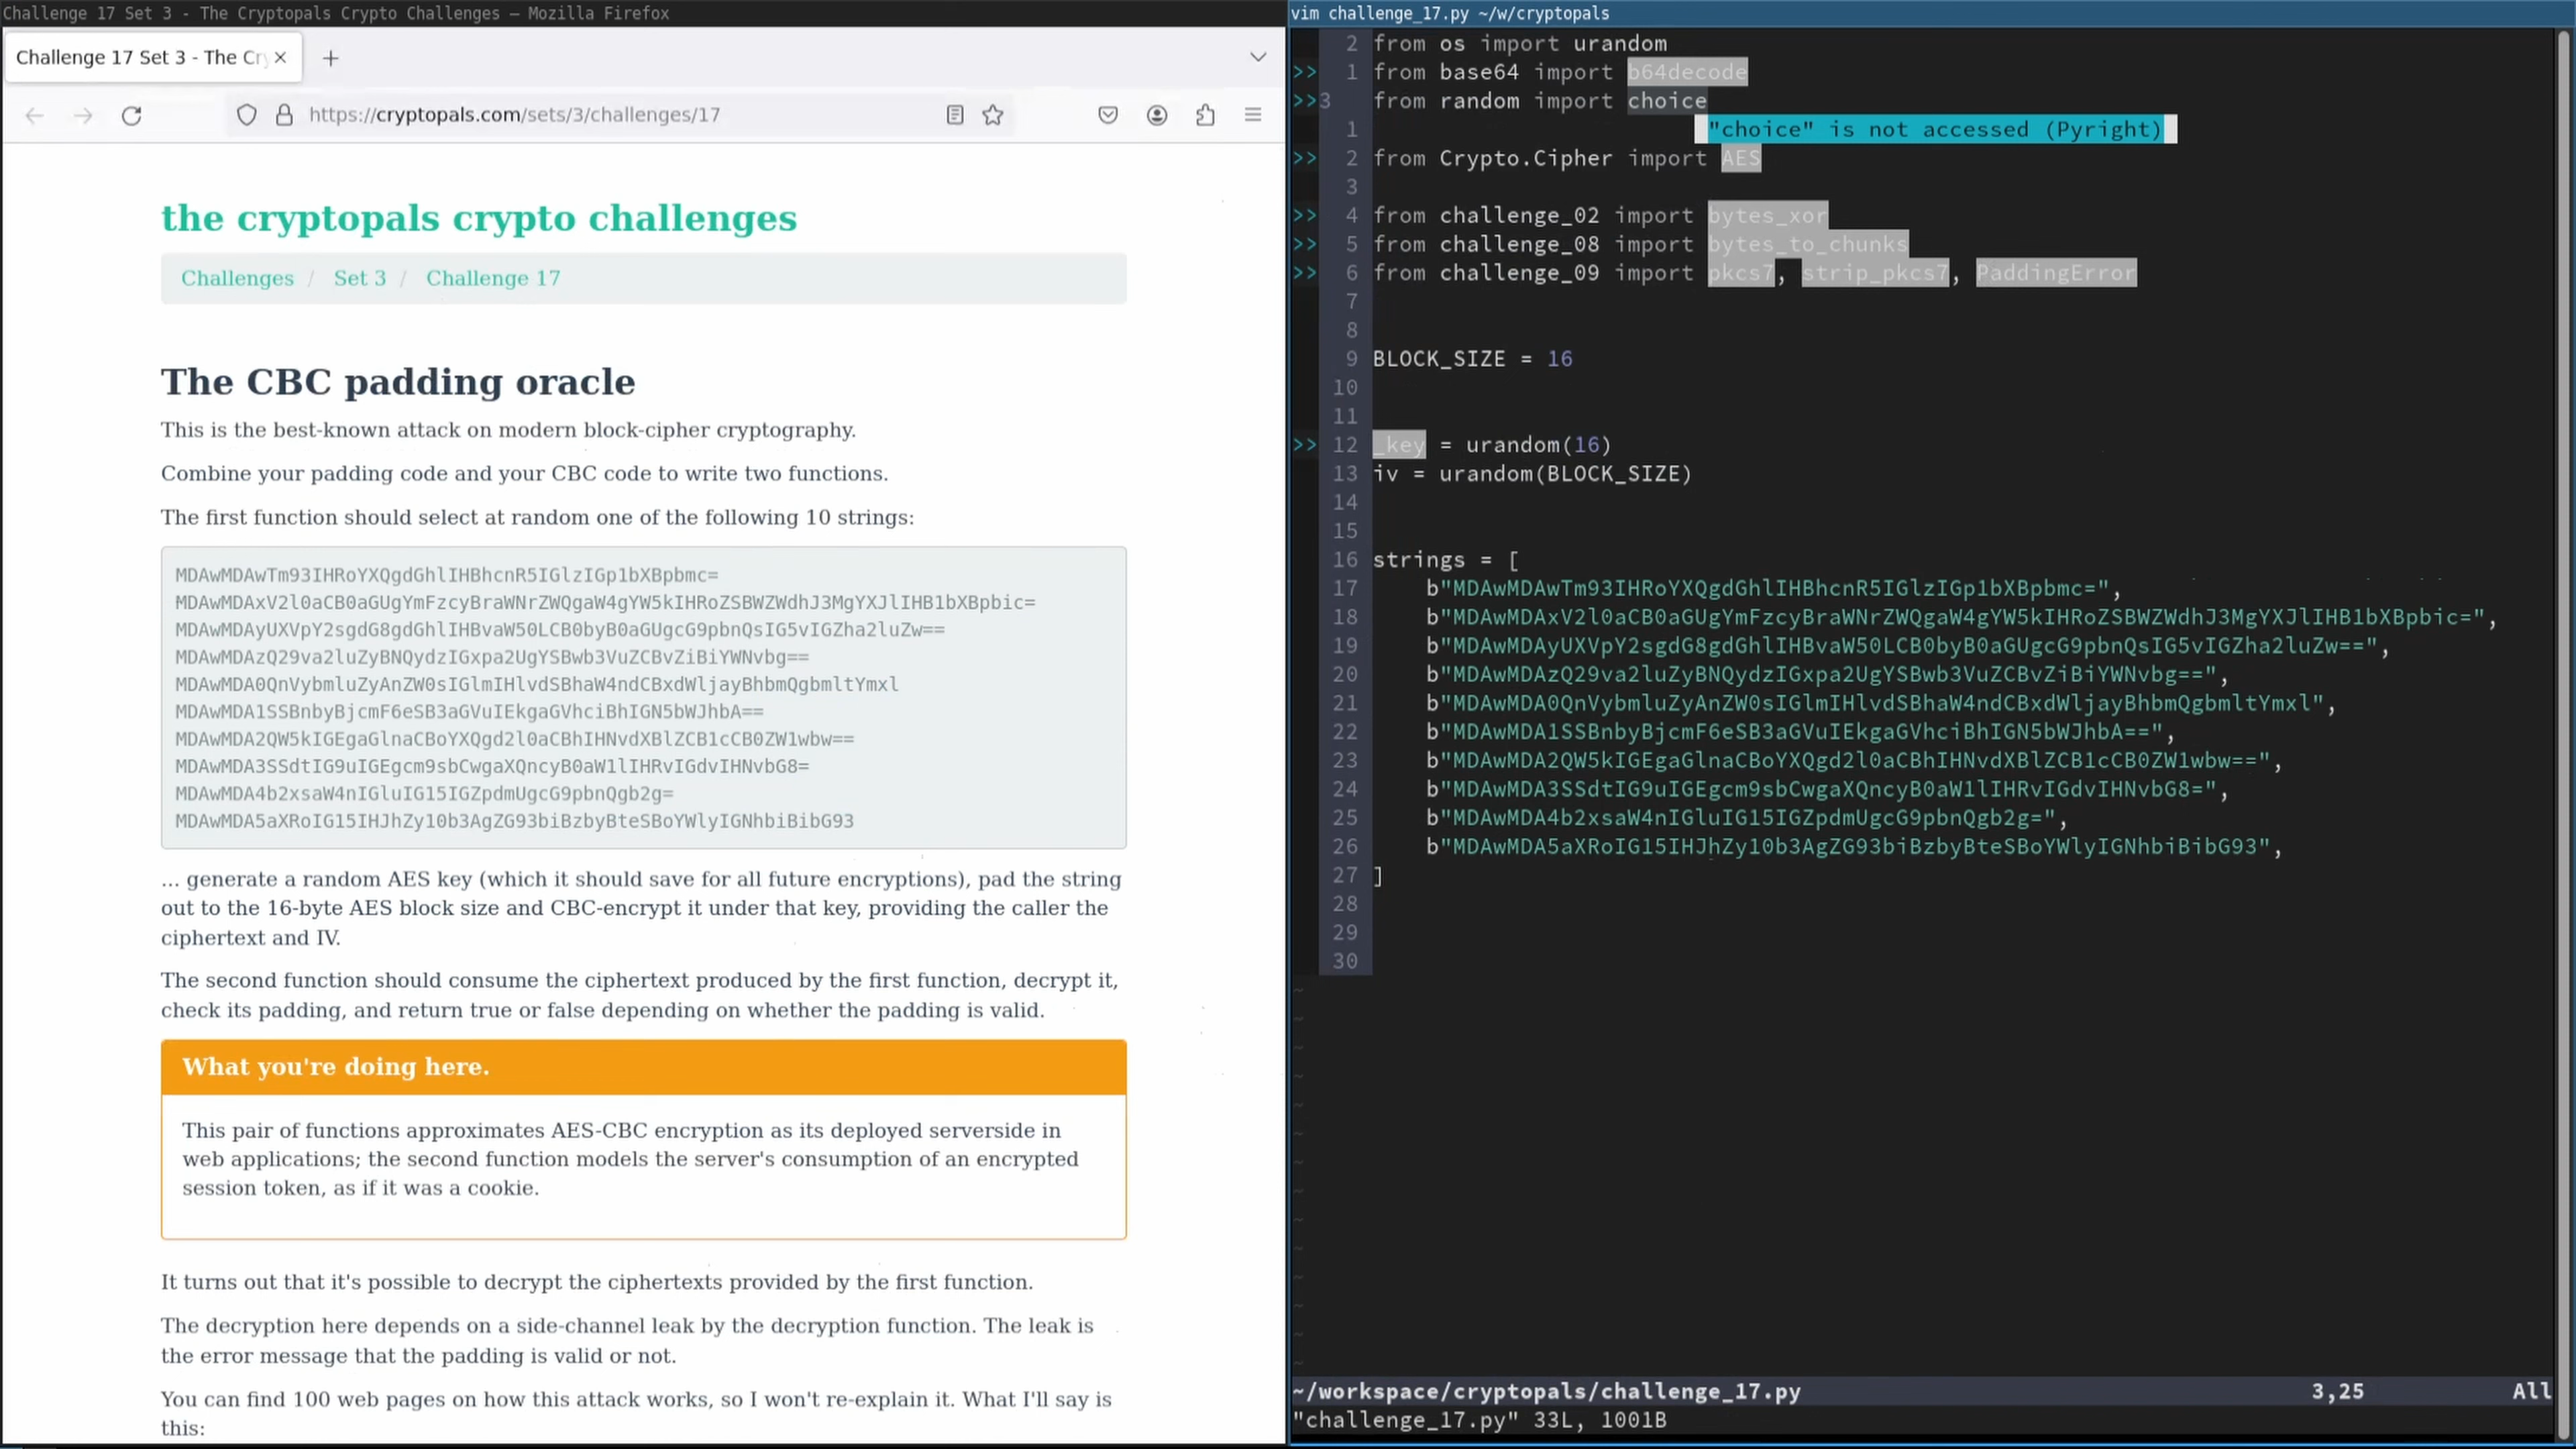 Challenge 17 Set 3 - The Cryptopals Crypto Challenges — Mozilla Firefox
Challenge 17 Set 3 - The Cry
https://cryptopals.com/sets/3/challenges/17
the cryptopals crypto challenges
Challenges / Set 3 / Challenge 17
The CBC padding oracle
This is the best-known attack on modern block-cipher cryptography.
Combine your padding code and your CBC code to write two functions.
The first function should select at random one of the following 10 strings:
MDAwMDAwTm93IHRoYXQgdGhlIHBhcnR5IGlzIGp1bXBpbmc=
MDAwMDAxV2l0aCB0aGUgYmFzcyBraWNrZWQgaW4gYW5kIHRoZSBWZWdhJ3MgYXJlIHB1bXBpbic=
MDAwMDAyUXVpY2sgdG8gdGhlIHBvaW50LCB0byB0aGUgcG9pbnQsIG5vIGZha2luZw==
MDAwMDAzQ29va2luZyBNQydzIGxpa2UgYSBwb3VuZCBvZiBiYWNvbg==
MDAwMDA0QnVybmluZyAnZW0sIGlmIHlvdSBhaW4ndCBxdWljayBhbmQgbmltYmxl
MDAwMDA1SSBnbyBjcmF6eSB3aGVuIEkgaGVhciBhIGN5bWJhbA==
MDAwMDA2QW5kIGEgaGlnaCBoYXQgd2l0aCBhIHNvdXBlZCB1cCB0ZW1wbw==
MDAwMDA3SSdtIG9uIGEgcm9sbCwgaXQncyB0aW1lIHRvIGdvIHNvbG8=
MDAwMDA4b2xsaW4nIGluIG15IGZpdmUgcG9pbnQgb2g=
MDAwMDA5aXRoIG15IHJhZy10b3AgZG93biBzbyBteSBoYWlyIGNhbiBibG93
... generate a random AES key (which it should save for all future encryptions), pad the string
out to the 16-byte AES block size and CBC-encrypt it under that key, providing the caller the
ciphertext and IV.
The second function should consume the ciphertext produced by the first function, decrypt it,
check its padding, and return true or false depending on whether the padding is valid.
What you're doing here.
This pair of functions approximates AES-CBC encryption as its deployed serverside in
web applications; the second function models the server's consumption of an encrypted
session token, as if it was a cookie.
It turns out that it's possible to decrypt the ciphertexts provided by the first function.
The decryption here depends on a side-channel leak by the decryption function. The leak is
the error message that the padding is valid or not.
You can find 100 web pages on how this attack works, so I won't re-explain it. What I'll say is
this:
vim challenge_17.py ~/w/cryptopals
2 from os import urandom
>> 1 from base64 import b64decode
>>3 from random import choice
1 "choice" is not accessed (Pyright)
>> 2 from Crypto.Cipher import AES
3
>> 4 from challenge_02 import bytes_xor
>> 5 from challenge_08 import bytes_to_chunks
>> 6 from challenge_09 import pkcs7, strip_pkcs7, PaddingError
7
8
9 BLOCK_SIZE = 16
10
11
>> 12 _key = urandom(16)
13 iv = urandom(BLOCK_SIZE)
14
15
16 strings = [
17 b"MDAwMDAwTm93IHRoYXQgdGhlIHBhcnR5IGlzIGp1bXBpbmc=",
18 b"MDAwMDAxV2l0aCB0aGUgYmFzcyBraWNrZWQgaW4gYW5kIHRoZSBWZWdhJ3MgYXJlIHB1bXBpbic=",
19 b"MDAwMDAyUXVpY2sgdG8gdGhlIHBvaW50LCB0byB0aGUgcG9pbnQsIG5vIGZha2luZw==",
20 b"MDAwMDAzQ29va2luZyBNQydzIGxpa2UgYSBwb3VuZCBvZiBiYWNvbg==",
21 b"MDAwMDA0QnVybmluZyAnZW0sIGlmIHlvdSBhaW4ndCBxdWljayBhbmQgbmltYmxl",
22 b"MDAwMDA1SSBnbyBjcmF6eSB3aGVuIEkgaGVhciBhIGN5bWJhbA==",
23 b"MDAwMDA2QW5kIGEgaGlnaCBoYXQgd2l0aCBhIHNvdXBlZCB1cCB0ZW1wbw==",
24 b"MDAwMDA3SSdtIG9uIGEgcm9sbCwgaXQncyB0aW1lIHRvIGdvIHNvbG8=",
25 b"MDAwMDA4b2xsaW4nIGluIG15IGZpdmUgcG9pbnQgb2g=",
26 b"MDAwMDA5aXRoIG15IHJhZy10b3AgZG93biBzbyBteSBoYWlyIGNhbiBibG93",
27 ]
28
29
30
~/workspace/cryptopals/challenge_17.py 3,25 All
"challenge_17.py" 33L, 1001B